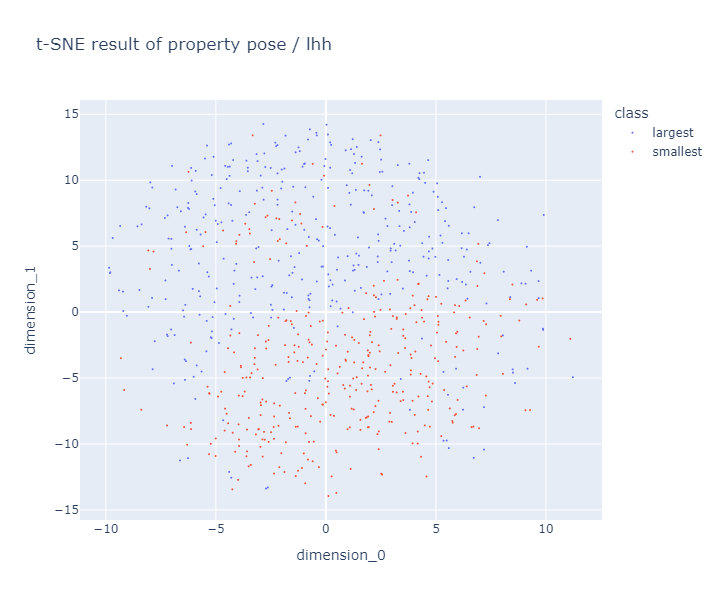 t-SNE result of property pose / lhh
class
largest
smallest
15
10
5
0
−5
−10
−15
dimension_1
−10
−5
0
5
10
dimension_0